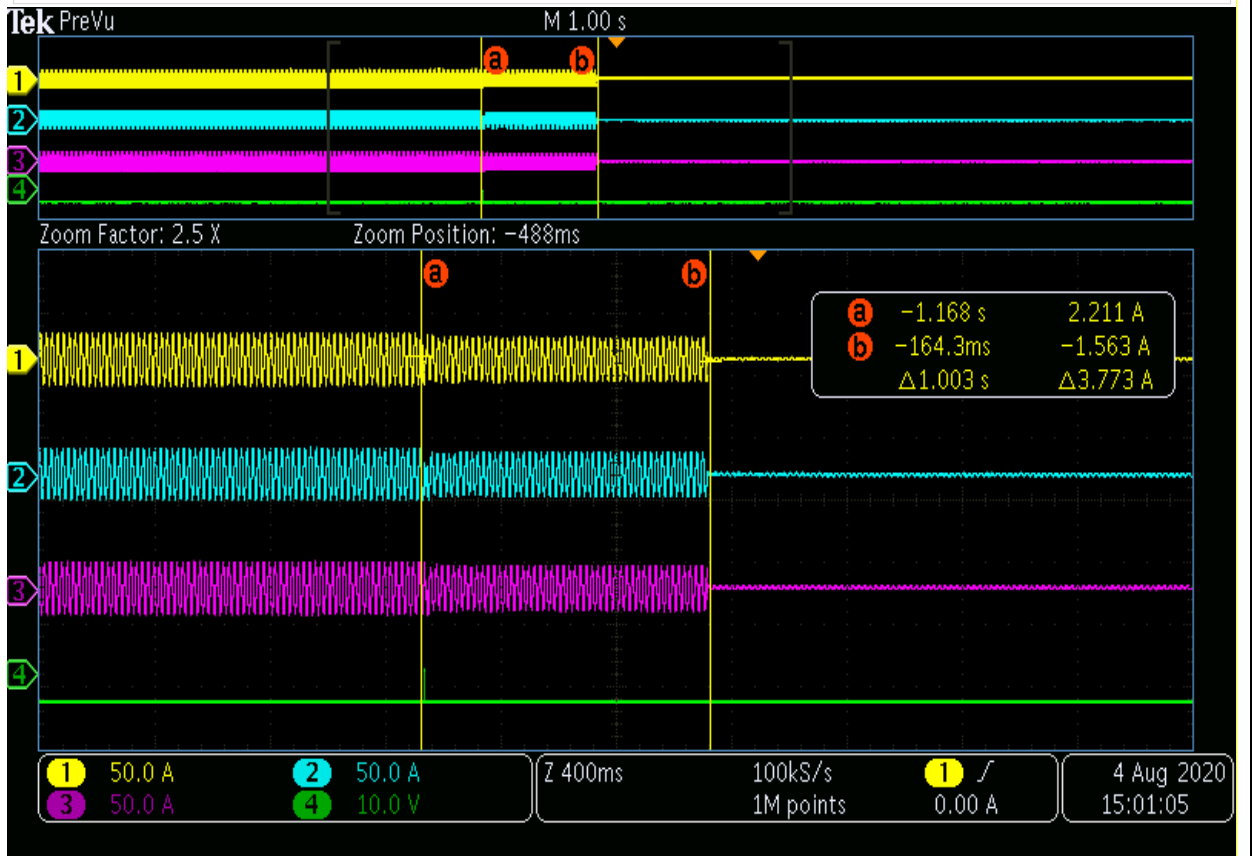 Tek PreVu M 1.00 s
a b
1
2
3
4
Zoom Factor: 2.5 X Zoom Position: −488ms
a b
a −1.168 s 2.211 A
b −164.3ms −1.563 A
△1.003 s △3.773 A
1
2
3
4
1 50.0 A 2 50.0 A Z 400ms 100kS/s 1 4 Aug 2020
3 50.0 A 4 10.0 V 1M points 0.00 A 15:01:05